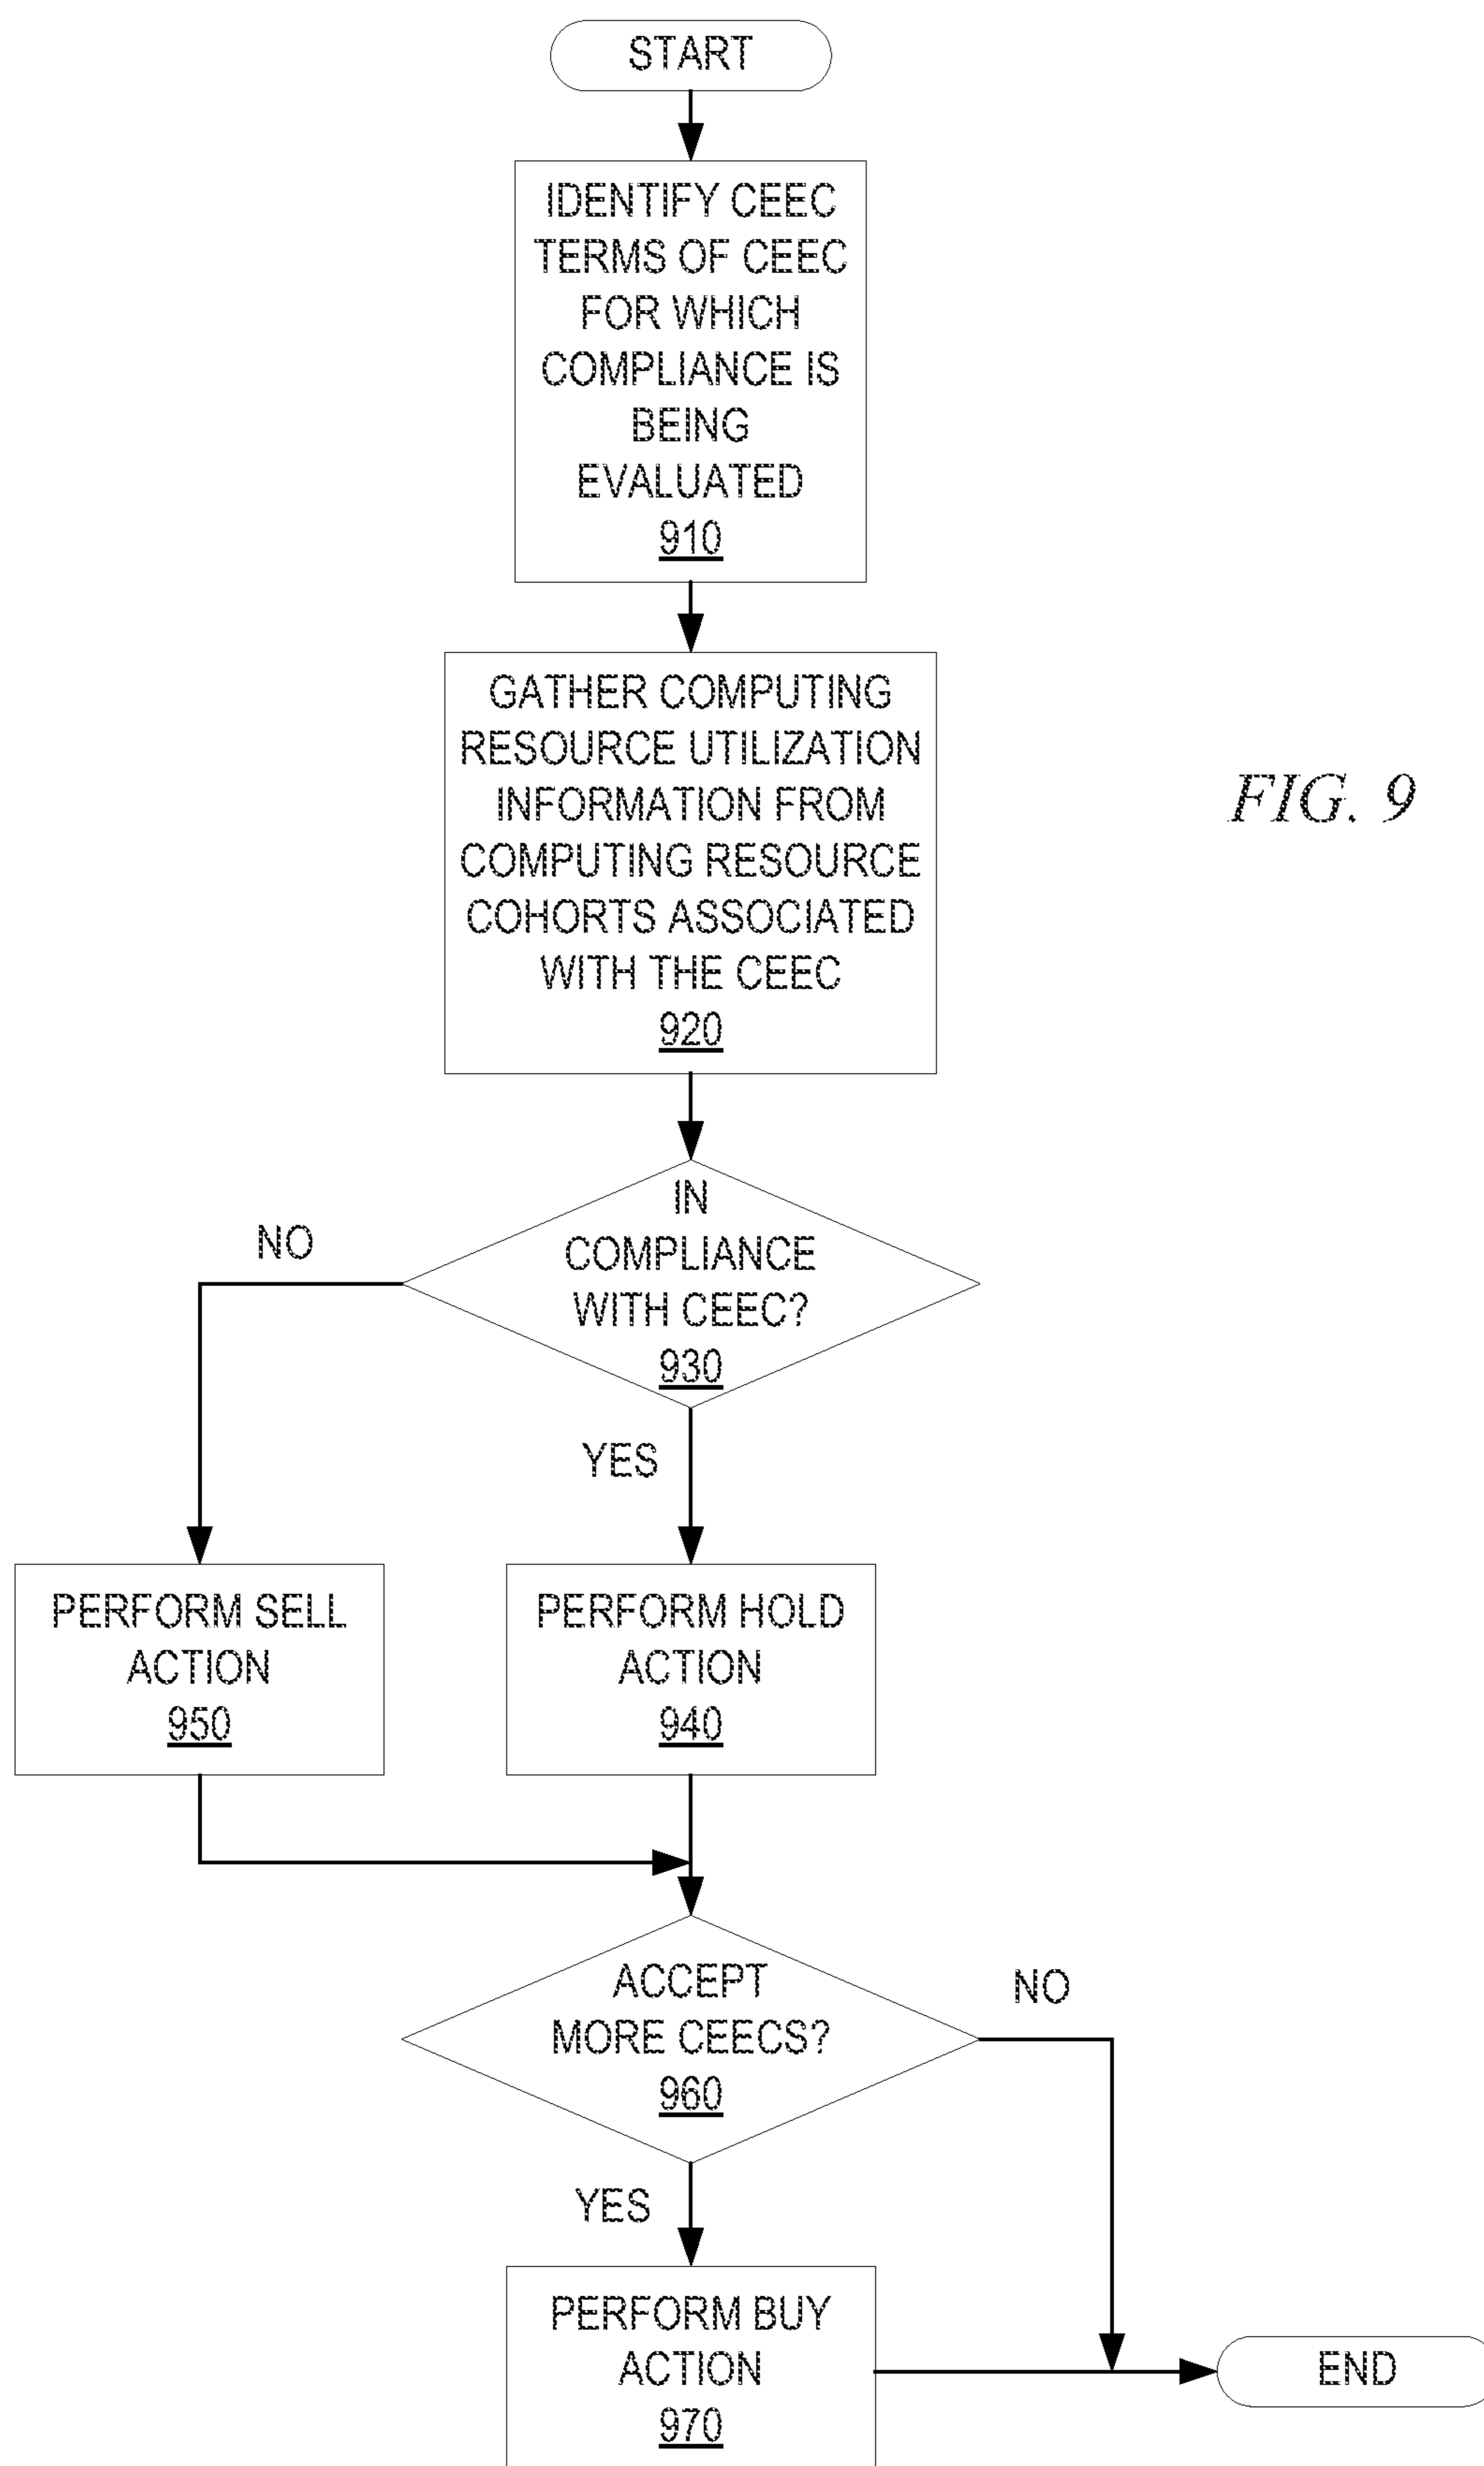 START
IDENTIFY CEEC
TERMS OF CEEC
FOR WHICH
COMPLIANCE IS
BEING
EVALUATED
910
GATHER COMPUTING
RESOURCE UTILIZATION
INFORMATION FROM
COMPUTING RESOURCE
COHORTS ASSOCIATED
WITH THE CEEC
920
FIG. 9
IN
COMPLIANCE
WITH CEEC?
930
NO
YES
PERFORM SELL
ACTION
950
PERFORM HOLD
ACTION
940
ACCEPT
MORE CEECS?
960
NO
YES
PERFORM BUY
ACTION
970
END